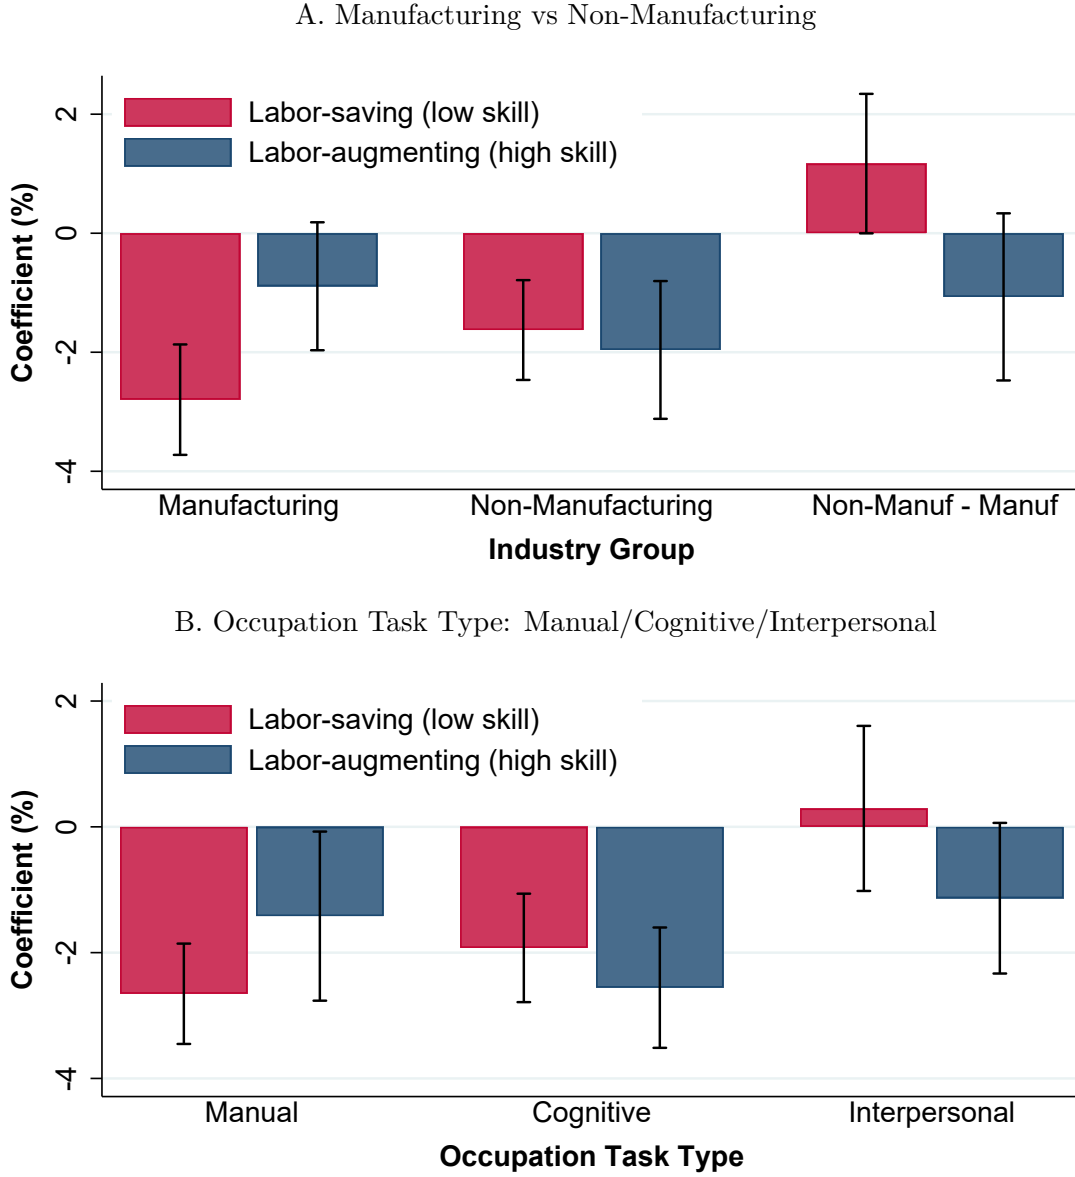 A. Manufacturing vs Non-Manufacturing
Labor-saving (low skill)
Labor-augmenting (high skill)
2
0
-2
-4
Coefficient (%)
Manufacturing
Non-Manufacturing
Non-Manuf - Manuf
Industry Group
B. Occupation Task Type: Manual/Cognitive/Interpersonal
Labor-saving (low skill)
Labor-augmenting (high skill)
2
0
-2
-4
Coefficient (%)
Manual
Cognitive
Interpersonal
Occupation Task Type